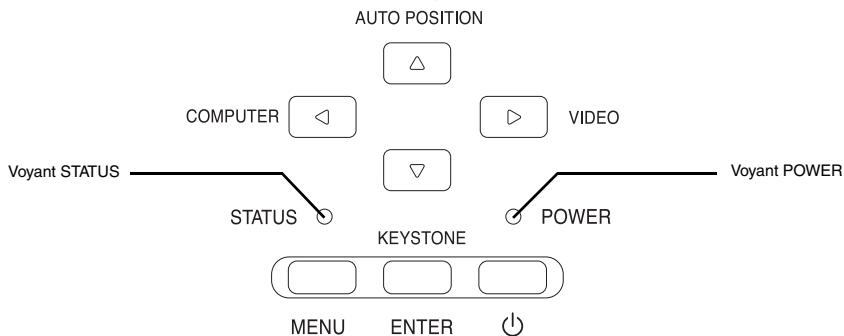 AUTO POSITION
COMPUTER
VIDEO
Voyant STATUS
Voyant POWER
STATUS
POWER
KEYSTONE
MENU
ENTER